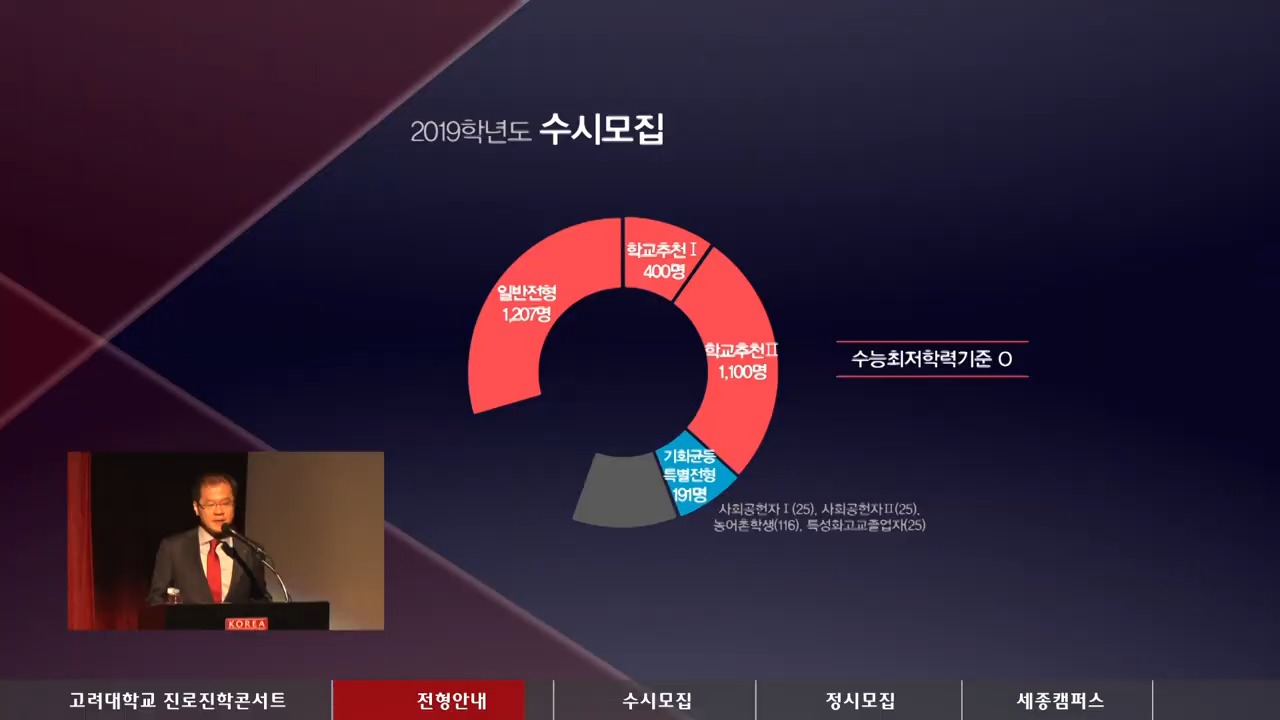 2019학년도 수시모집
학교추천Ⅰ
400명
일반전형
1,207명
학교추천Ⅱ
1,100명
수능최저학력기준 O
기회균등
특별전형
191명
사회공헌자Ⅰ(25), 사회공헌자Ⅱ(25),
농어촌학생(116), 특성화고교졸업자(25)
KOREA
고려대학교 진로진학콘서트
전형안내
수시모집
정시모집
세종캠퍼스